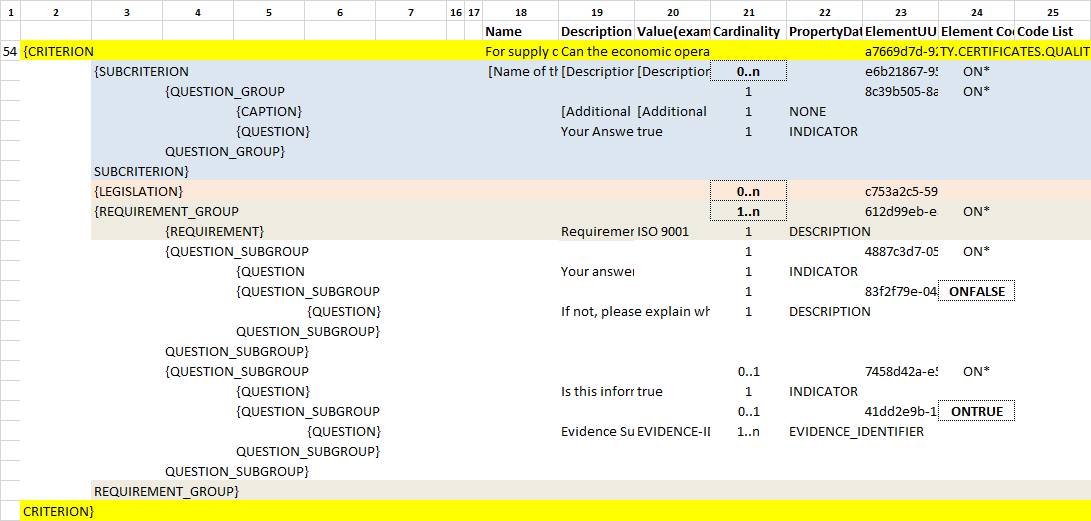 1 2 3 4 5 6 7 16 17 18 19 20 21 22 23 24 25
Name Description Value(exam Cardinality PropertyDat ElementUU Element Coc Code List
54 {CRITERION For supply c Can the economic opera a7669d7d-92 TY.CERTIFICATES.QUALIT
{SUBCRITERION [Name of th [Description [Description 0..n e6b21867-95 ON*
{QUESTION_GROUP 1 8c39b505-8a ON*
{CAPTION} [Additional [Additional 1 NONE
{QUESTION} Your Answe true 1 INDICATOR
QUESTION_GROUP}
SUBCRITERION}
{LEGISLATION} 0..n c753a2c5-59
{REQUIREMENT_GROUP 1..n 612d99eb-e ON*
{REQUIREMENT} Requiremer ISO 9001 1 DESCRIPTION
{QUESTION_SUBGROUP 1 4887c3d7-05 ON*
{QUESTION Your answer 1 INDICATOR
{QUESTION_SUBGROUP 1 83f2f79e-04 ONFALSE
{QUESTION} If not, please explain wh 1 DESCRIPTION
QUESTION_SUBGROUP}
QUESTION_SUBGROUP}
{QUESTION_SUBGROUP 0..1 7458d42a-e5 ON*
{QUESTION} Is this inforr true 1 INDICATOR
{QUESTION_SUBGROUP 0..1 41dd2e9b-1 ONTRUE
{QUESTION} Evidence Su EVIDENCE-II 1..n EVIDENCE_IDENTIFIER
QUESTION_SUBGROUP}
QUESTION_SUBGROUP}
REQUIREMENT_GROUP}
CRITERION}